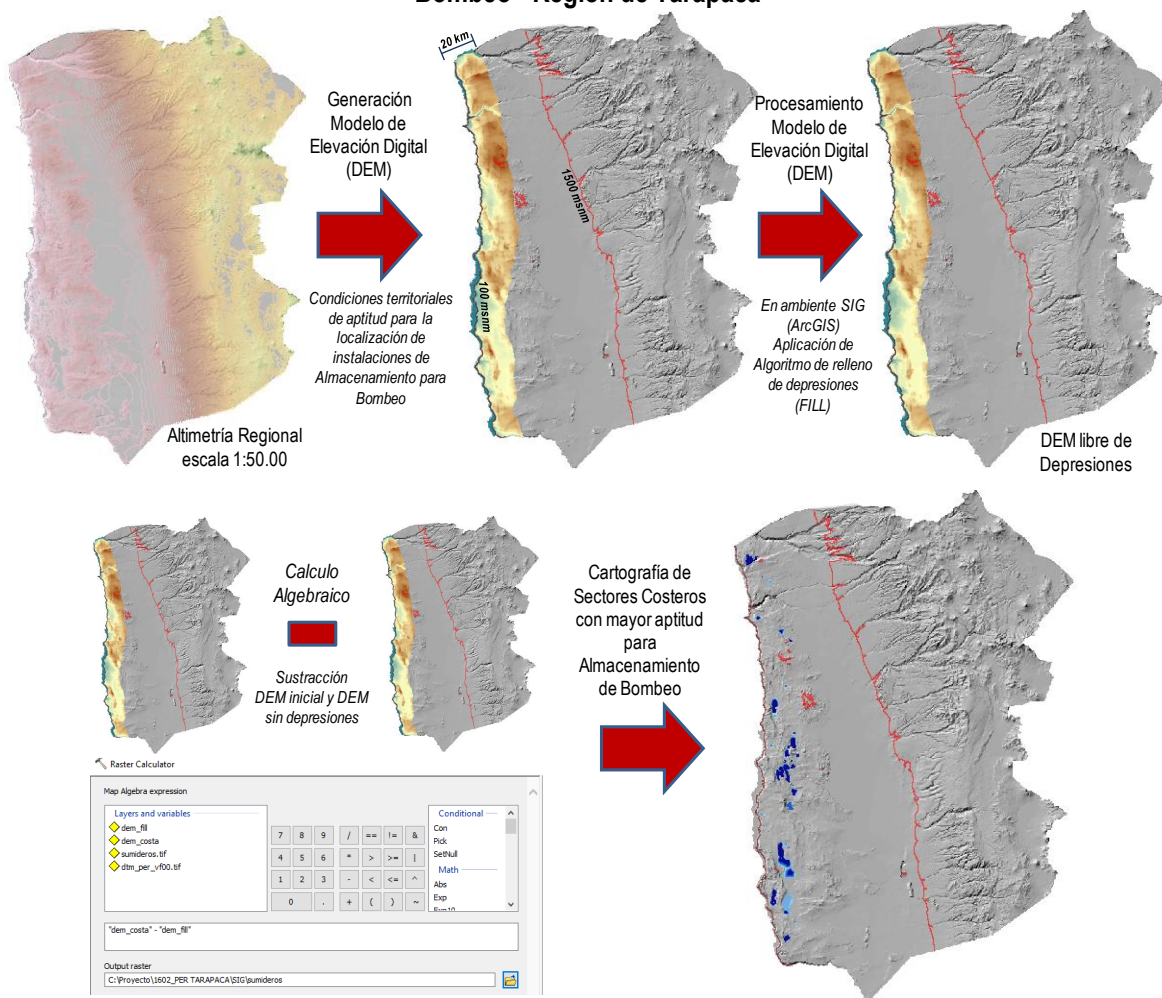 Bombeo - Región de Tarapacá
20 km
Generación
Modelo de
Elevación Digital
(DEM)
Condiciones territoriales
de aptitud para la
localización de
instalaciones de
Almacenamiento para
Bombeo
Altimetría Regional
escala 1:50.00
1500 msnm
100 msnm
Procesamiento
Modelo de
Elevación Digital
(DEM)
En ambiente SIG
(ArcGIS)
Aplicación de
Algoritmo de relleno
de depresiones
(FILL)
DEM libre de
Depresiones
Calculo
Algebraico
Sustracción
DEM inicial y DEM
sin depresiones
Cartografía de
Sectores Costeros
con mayor aptitud
para
Almacenamiento
de Bombeo
Raster Calculator
Map Algebra expression
Layers and variables
dem_fill
dem_costa
sumideros.tif
dtm_per_vf00.tif
7 8 9 / == != &
4 5 6 * > >= |
1 2 3 - < <= ^
0 . + ( ) ~
Conditional
Con
Pick
SetNull
Math
Abs
Exp
Exp10
"dem_costa" - "dem_fill"
Output raster
C:\Proyecto\1602_PER TARAPACA\SIG\sumideros